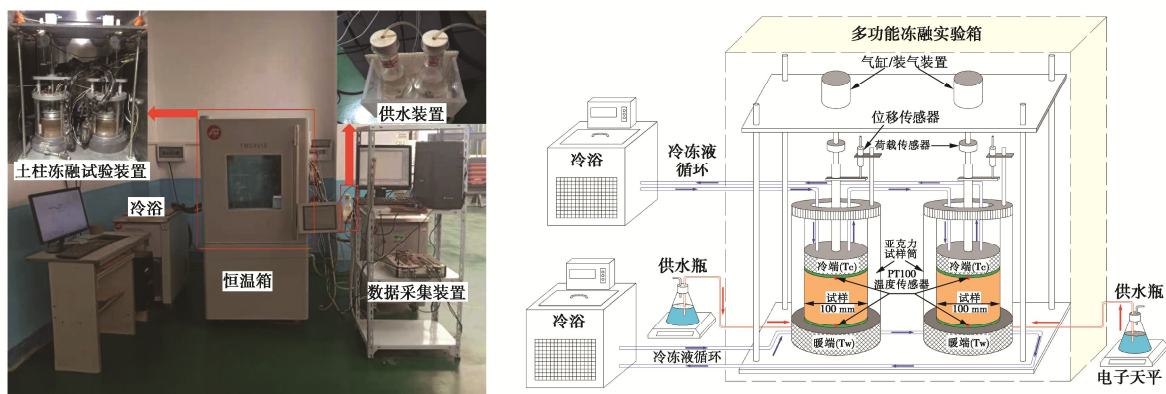 供水装置
土柱冻融试验装置
冷浴
恒温箱
数据采集装置
多功能冻融实验箱
气缸/装气装置
位移传感器
荷载传感器
冷浴
冷冻液
循环
亚克力
试样筒
冷端(Tc)
冷端(Tc)
PT100
温度传感器
供水瓶
试样
100 mm
试样
100 mm
供水瓶
冷浴
暖端(Tw)
暖端(Tw)
冷冻液循环
电子天平